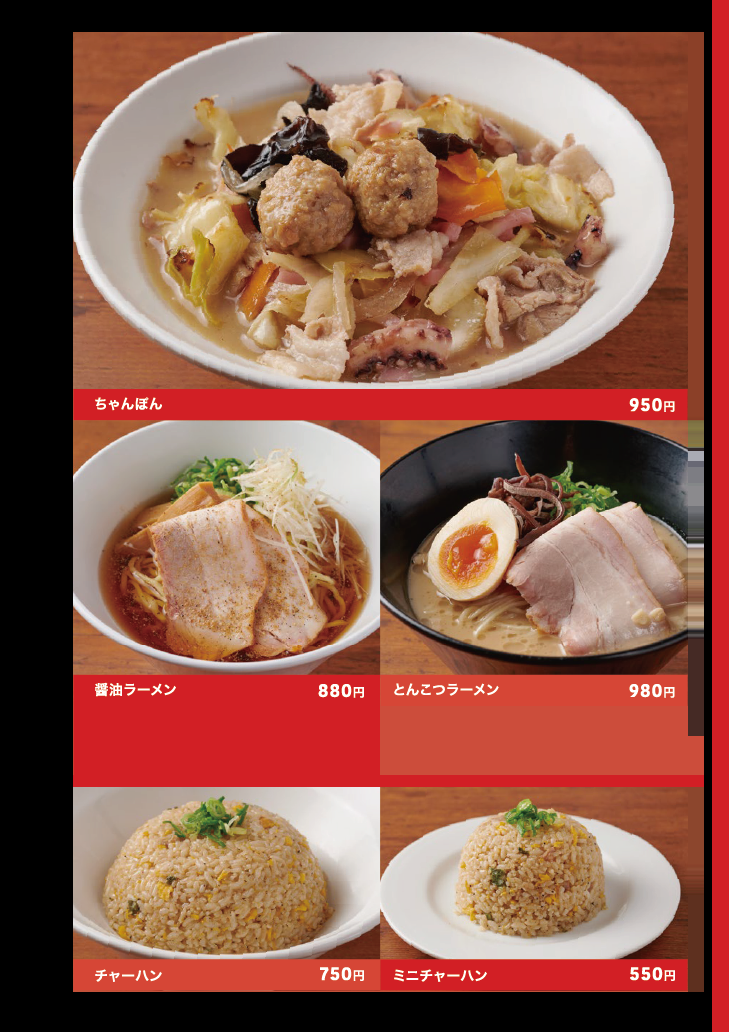 ちゃんぽん 950円
醤油ラーメン 880円
とんこつラーメン 980円
チャーハン 750円
ミニチャーハン 550円